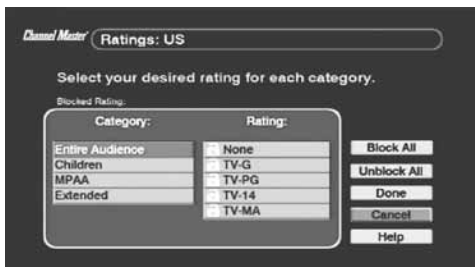 Channel Master Ratings: US
Select your desired rating for each category.
Blocked Rating:
Category: Rating:
Entire Audience None Block All
Children TV-G Unblock All
MPAA TV-PG Done
Extended TV-14 Cancel
TV-MA Help